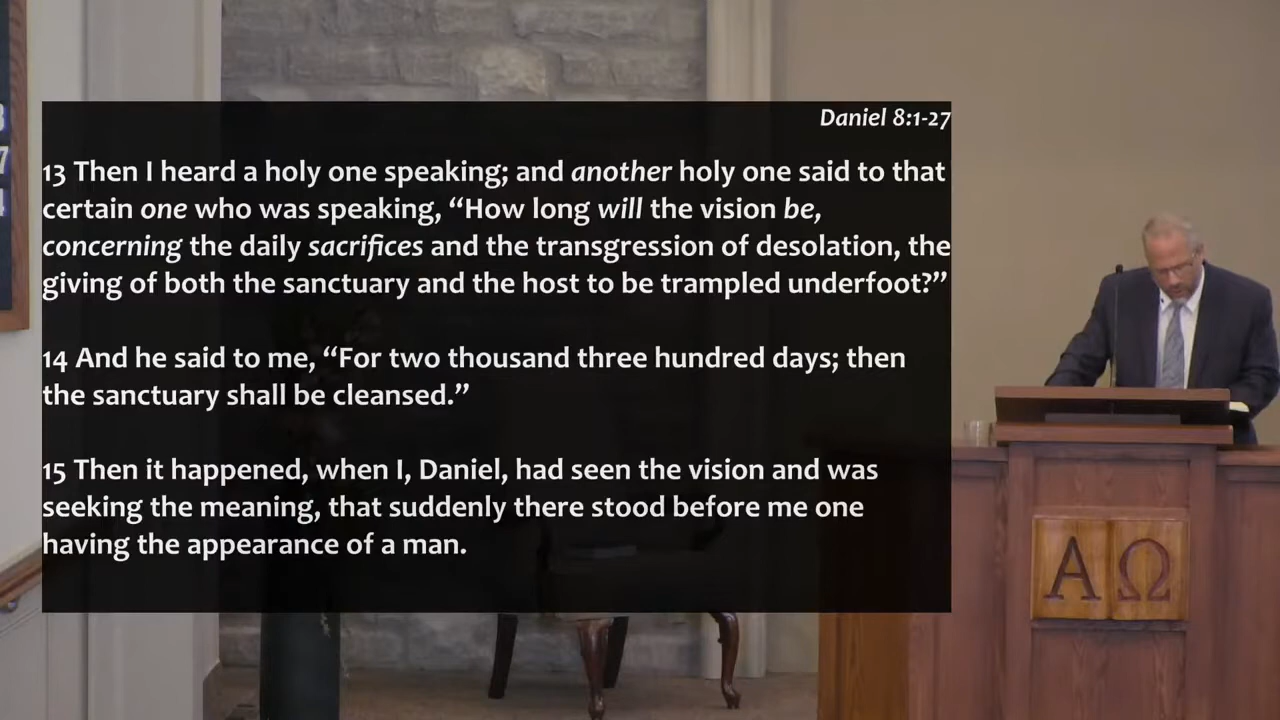 8
7
4
Daniel 8:1-27
13 Then I heard a holy one speaking; and another holy one said to that
certain one who was speaking, “How long will the vision be,
concerning the daily sacrifices and the transgression of desolation, the
giving of both the sanctuary and the host to be trampled underfoot?”
14 And he said to me, “For two thousand three hundred days; then
the sanctuary shall be cleansed.”
15 Then it happened, when I, Daniel, had seen the vision and was
seeking the meaning, that suddenly there stood before me one
having the appearance of a man.
ΑΩ